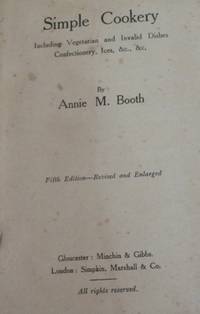 Simple Cookery
Including Vegetarian and Invalid Dishes
Confectionery, Ices, &c., &c.
By
Annie M. Booth
Fifth Edition—Revised and Enlarged
Gloucester: Minchin & Gibbs.
London: Simpkin, Marshall & Co.
All rights reserved.